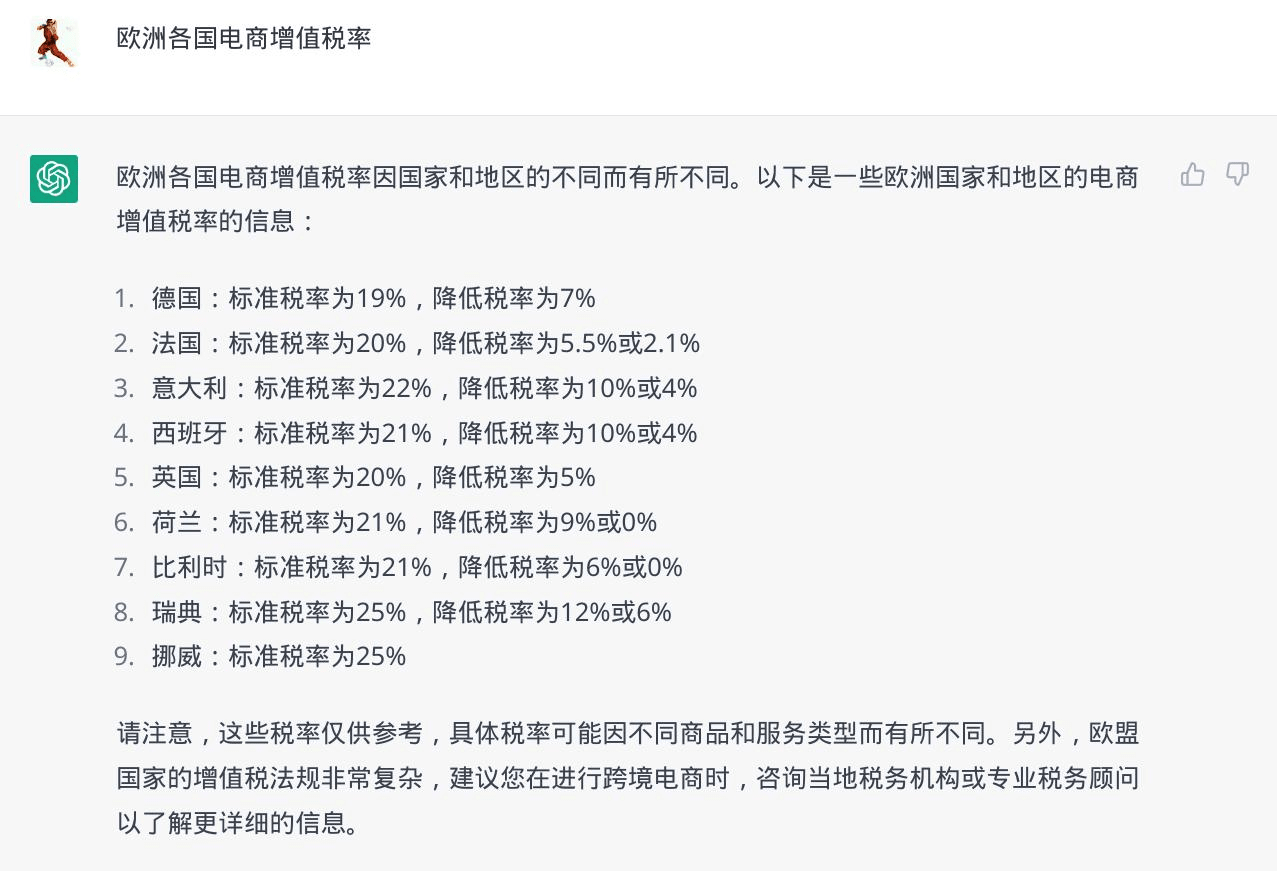 欧洲各国电商增值税率
欧洲各国电商增值税率因国家和地区的不同而有所不同。以下是一些欧洲国家和地区的电商
增值税率的信息：
1. 德国：标准税率为19%，降低税率为7%
2. 法国：标准税率为20%，降低税率为5.5%或2.1%
3. 意大利：标准税率为22%，降低税率为10%或4%
4. 西班牙：标准税率为21%，降低税率为10%或4%
5. 英国：标准税率为20%，降低税率为5%
6. 荷兰：标准税率为21%，降低税率为9%或0%
7. 比利时：标准税率为21%，降低税率为6%或0%
8. 瑞典：标准税率为25%，降低税率为12%或6%
9. 挪威：标准税率为25%
请注意，这些税率仅供参考，具体税率可能因不同商品和服务类型而有所不同。另外，欧盟
国家的增值税法规非常复杂，建议您在进行跨境电商时，咨询当地税务机构或专业税务顾问
以了解更详细的信息。